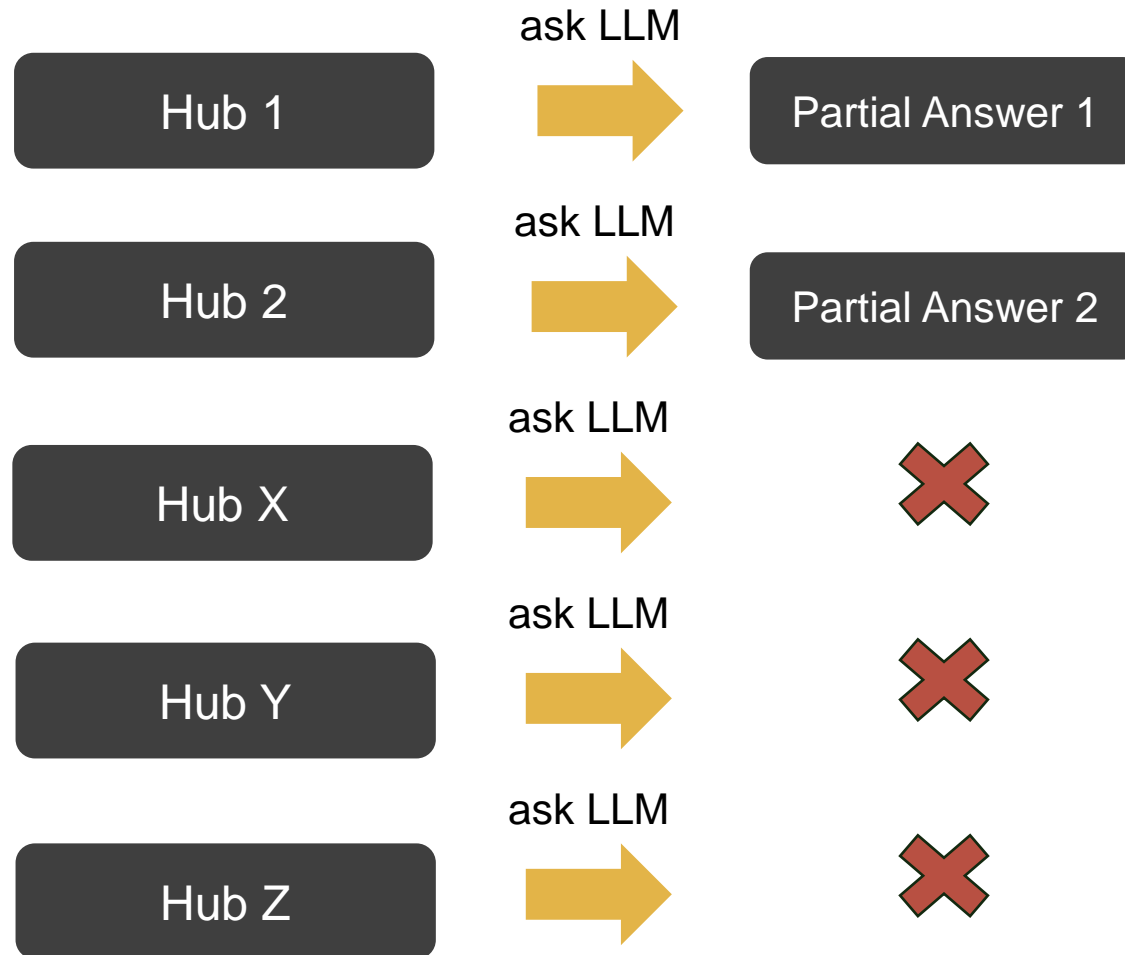 ask LLM
Hub 1
Partial Answer 1
ask LLM
Hub 2
Partial Answer 2
ask LLM
Hub X
ask LLM
Hub Y
ask LLM
Hub Z